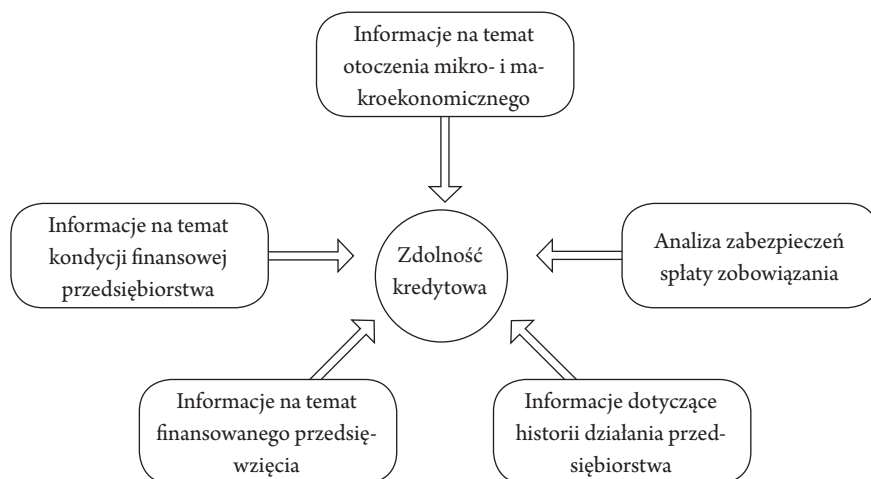 Informacje na temat
otoczenia mikro- i ma-
kroekonomicznego
Informacje na temat
kondycji finansowej
przedsiębiorstwa
Zdolność
kredytowa
Analiza zabezpieczeń
spłaty zobowiązania
Informacje na temat
finansowanego przedsię-
wzięcia
Informacje dotyczące
historii działania przed-
siębiorstwa